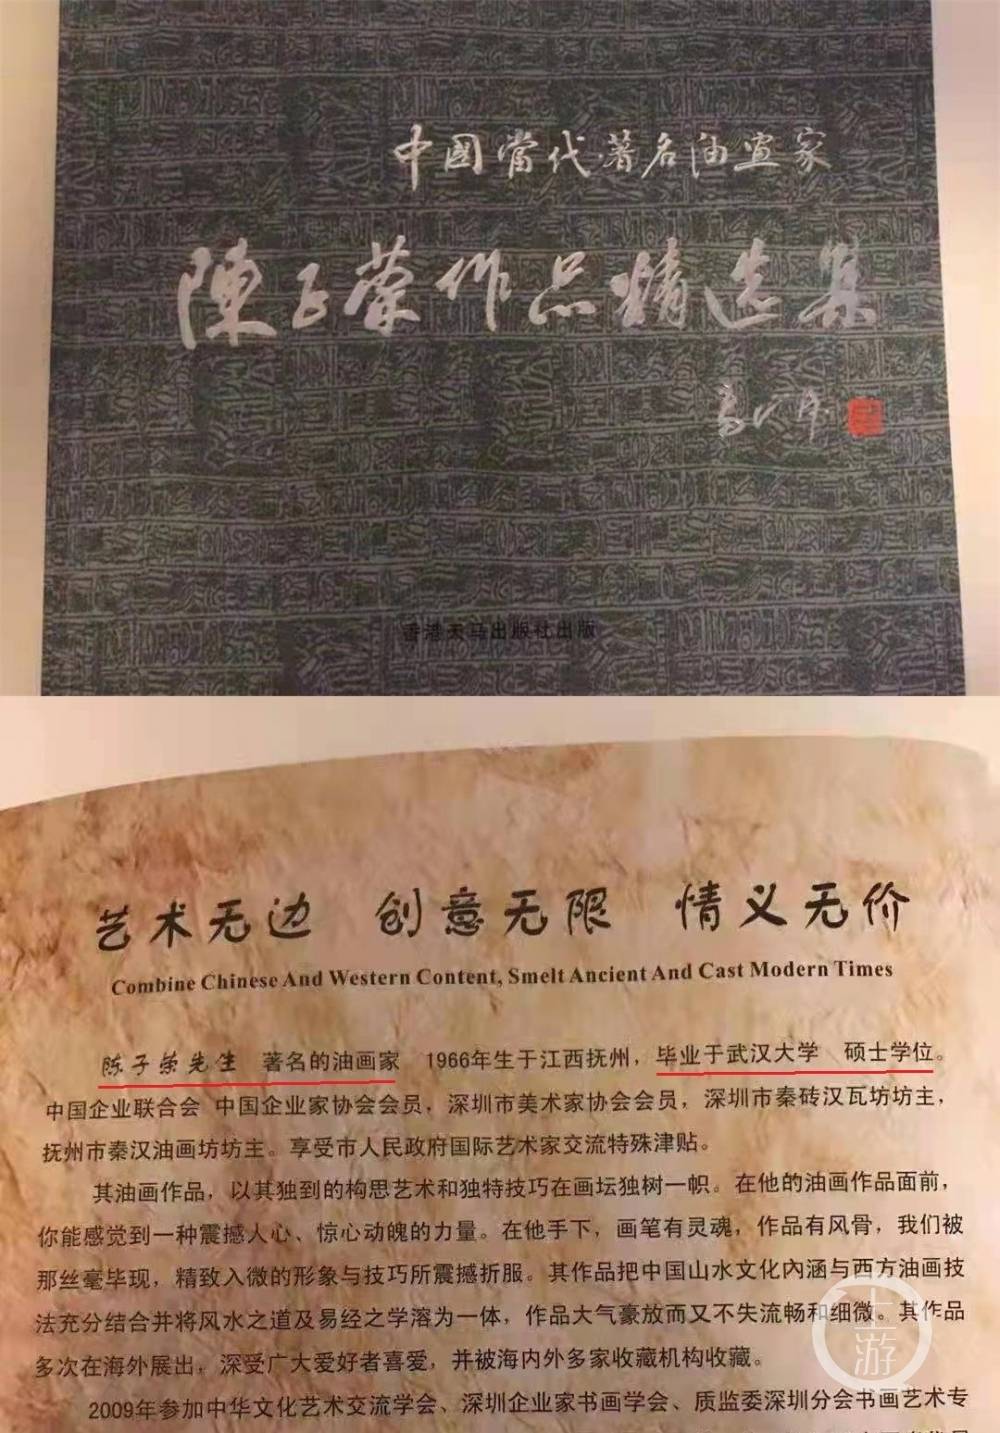 中國當代著名油画家
陳子荣作品精选集
香港天马出版社出版
艺术无边 创意无限 情义无价
Combine Chinese And Western Content, Smelt Ancient And Cast Modern Times
陈子荣先生 著名的油画家 1966年生于江西抚州，毕业于武汉大学 硕士学位。
中国企业联合会 中国企业家协会会员，深圳市美术家协会会员，深圳市秦砖汉瓦坊坊主，
抚州市秦汉油画坊坊主。享受市人民政府国际艺术家交流特殊津贴。
其油画作品，以其独到的构思艺术和独特技巧在画坛独树一帜。在他的油画作品面前，
你能感觉到一种震撼人心、惊心动魄的力量。在他手下，画笔有灵魂，作品有风骨，我们被
那丝毫毕现，精致入微的形象与技巧所震撼折服。其作品把中国山水文化内涵与西方油画技
法充分结合并将风水之道及易经之学溶为一体，作品大气豪放而又不失流畅和细微。其作品
多次在海外展出，深受广大爱好者喜爱，并被海内外多家收藏机构收藏。
2009年参加中华文化艺术交流学会、深圳企业家书画学会、质监委深圳分会书画艺术专
上游